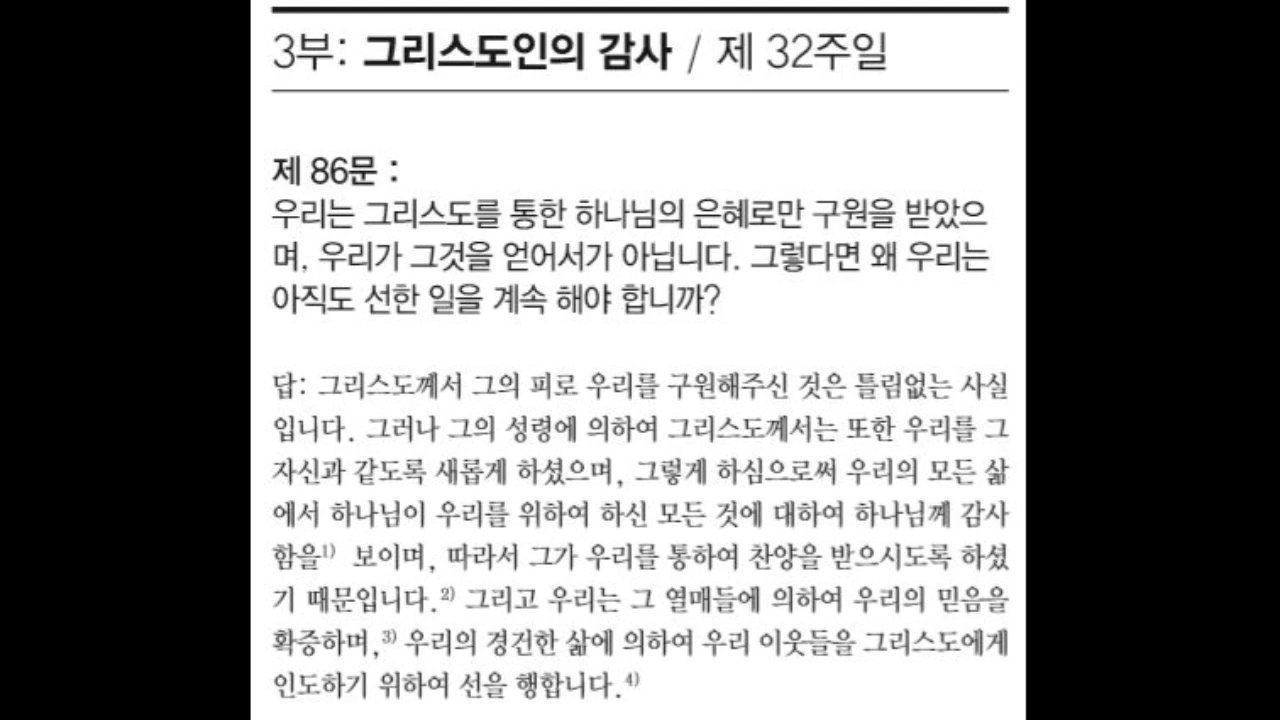 3부: 그리스도인의 감사 / 제 32주일
제 86문 :
우리는 그리스도를 통한 하나님의 은혜로만 구원을 받았으
며, 우리가 그것을 얻어서가 아닙니다. 그렇다면 왜 우리는
아직도 선한 일을 계속 해야 합니까?
답: 그리스도께서 그의 피로 우리를 구원해주신 것은 틀림없는 사실
입니다. 그러나 그의 성령에 의하여 그리스도께서는 또한 우리를 그
자신과 같도록 새롭게 하셨으며, 그렇게 하심으로써 우리의 모든 삶
에서 하나님이 우리를 위하여 하신 모든 것에 대하여 하나님께 감사
함을1) 보이며, 따라서 그가 우리를 통하여 찬양을 받으시도록 하셨
기 때문입니다.2) 그리고 우리는 그 열매들에 의하여 우리의 믿음을
확증하며,3) 우리의 경건한 삶에 의하여 우리 이웃들을 그리스도에게
인도하기 위하여 선을 행합니다.4)